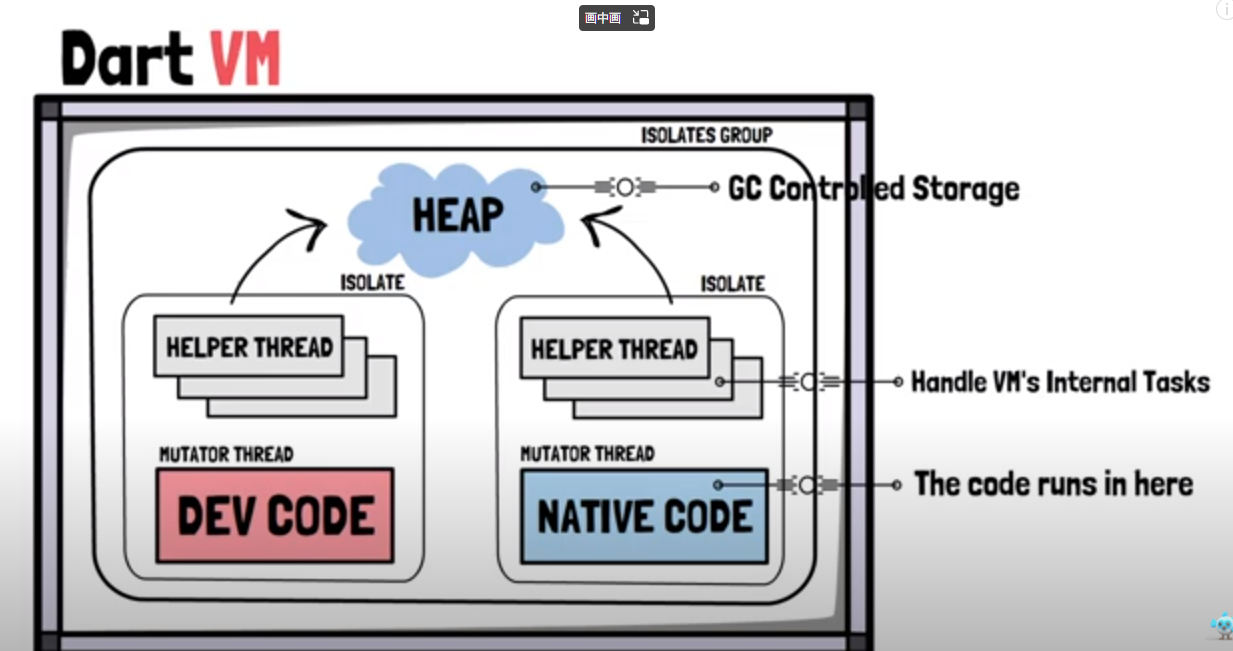 画中画
Dart VM
ISOLATES GROUP
HEAP
GC Controlled Storage
ISOLATE
ISOLATE
HELPER THREAD
HELPER THREAD
Handle VM's Internal Tasks
MUTATOR THREAD
MUTATOR THREAD
DEV CODE
NATIVE CODE
The code runs in here